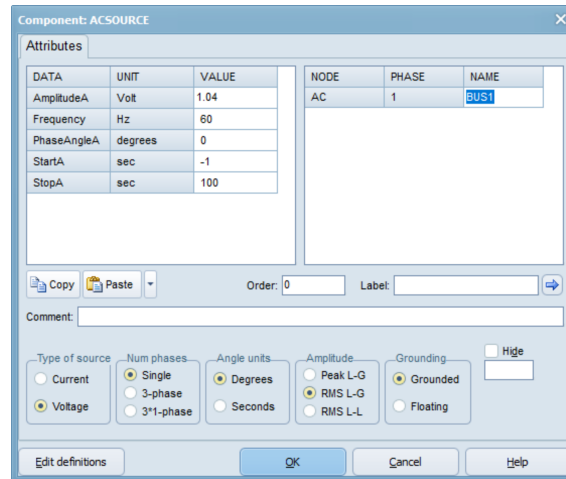 Component: ACSOURCE
Attributes
DATA UNIT VALUE
AmplitudeA Volt 1.04
Frequency Hz 60
PhaseAngleA degrees 0
StartA sec -1
StopA sec 100
NODE PHASE NAME
AC 1 BUS1
Copy Paste Order: 0 Label:
Comment:
Type of source Num phases Angle units Amplitude Grounding Hide
Current Single Degrees Peak L-G Grounded
3-phase RMS L-G
Voltage 3*1-phase Seconds RMS L-L Floating
Edit definitions OK Cancel Help